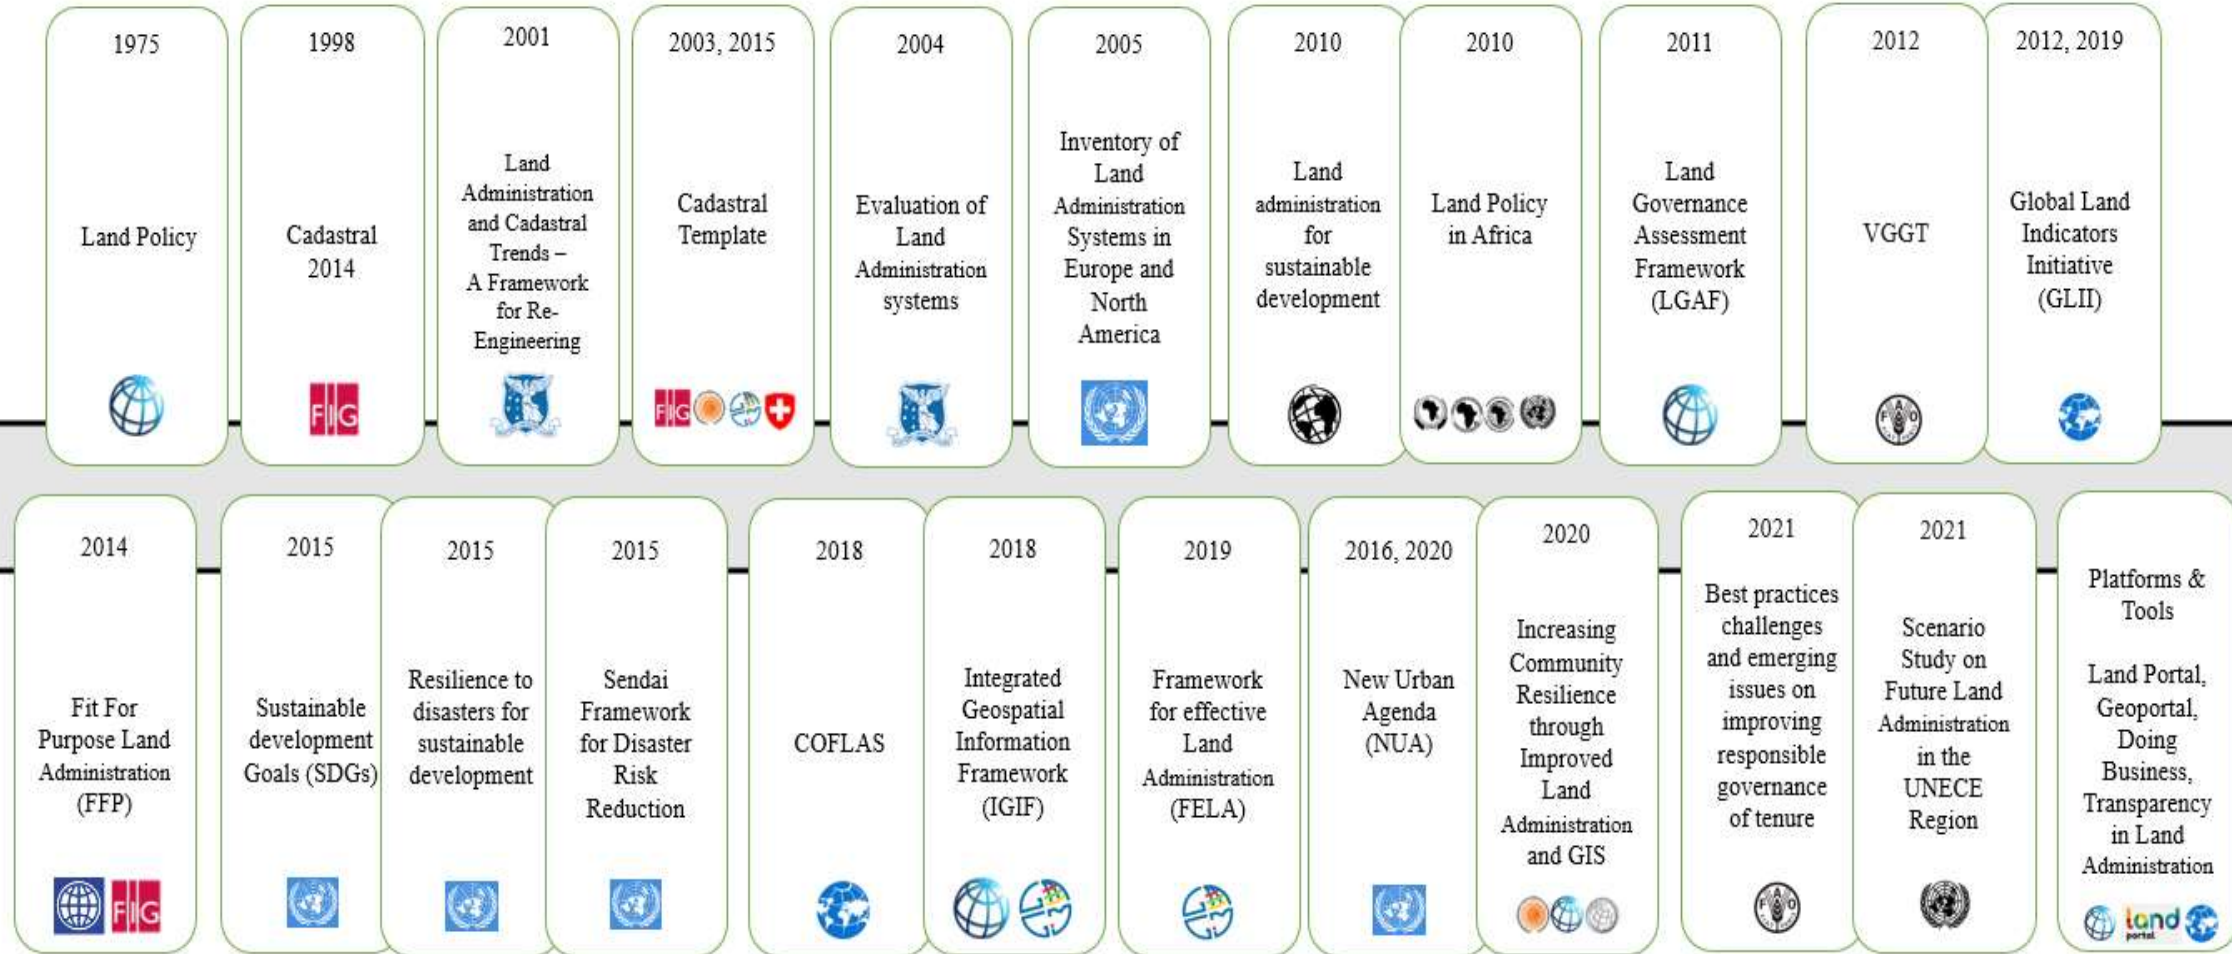 1975
Land Policy
1998
Cadastral
2014
FIG
2001
Land
Administration
and Cadastral
Trends –
A Framework
for Re-
Engineering
2003, 2015
Cadastral
Template
FIG
2004
Evaluation of
Land
Administration
systems
2005
Inventory of
Land
Administration
Systems in
Europe and
North
America
2010
Land
administration
for
sustainable
development
2010
Land Policy
in Africa
2011
Land
Governance
Assessment
Framework
(LGAF)
2012
VGGT
FAO
2012, 2019
Global Land
Indicators
Initiative
(GLII)
2014
Fit For
Purpose Land
Administration
(FFP)
FIG
2015
Sustainable
development
Goals (SDGs)
2015
Resilience to
disasters for
sustainable
development
2015
Sendai
Framework
for Disaster
Risk
Reduction
2018
COFLAS
2018
Integrated
Geospatial
Information
Framework
(IGIF)
2019
Framework
for effective
Land
Administration
(FELA)
2016, 2020
New Urban
Agenda
(NUA)
2020
Increasing
Community
Resilience
through
Improved
Land
Administration
and GIS
2021
Best practices
challenges
and emerging
issues on
improving
responsible
governance
of tenure
FAO
2021
Scenario
Study on
Future Land
Administration
in the
UNECE
Region
Platforms &
Tools
Land Portal,
Geoportal,
Doing
Business,
Transparency
in Land
Administration
land
portal